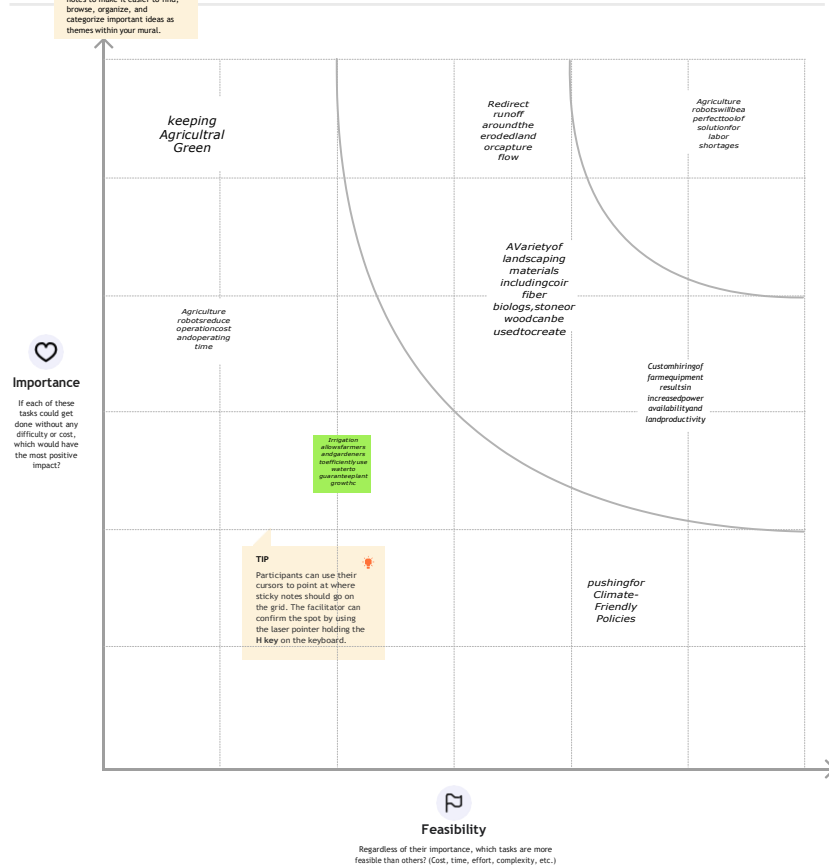 notes to make it easier to find,
browse, organize, and
categorize important ideas as
themes within your mural.
keeping
Agricultral
Green
Redirect
runoff
aroundthe
erodedland
orcapture
flow
Agriculture
robotswillbea
perfecttoolof
solutionfor
labor
shortages
AVarietyof
landscaping
materials
includingcoir
fiber
biologs,stoneor
woodcanbe
usedtocreate
Agriculture
robotsreduce
operationcost
andoperating
time
Customhiringof
farmequipment
resultsin
increasedpower
availabilityand
landproductivity
Importance
If each of these
tasks could get
done without any
difficulty or cost,
which would have
the most positive
impact?
Irrigation
allowsfarmers
andgardeners
toefficientlyuse
waterto
guaranteeplant
growthc
TIP
Participants can use their
cursors to point at where
sticky notes should go on
the grid. The facilitator can
confirm the spot by using
the laser pointer holding the
H key on the keyboard.
pushingfor
Climate-
Friendly
Policies
Feasibility
Regardless of their importance, which tasks are more
feasible than others? (Cost, time, effort, complexity, etc.)